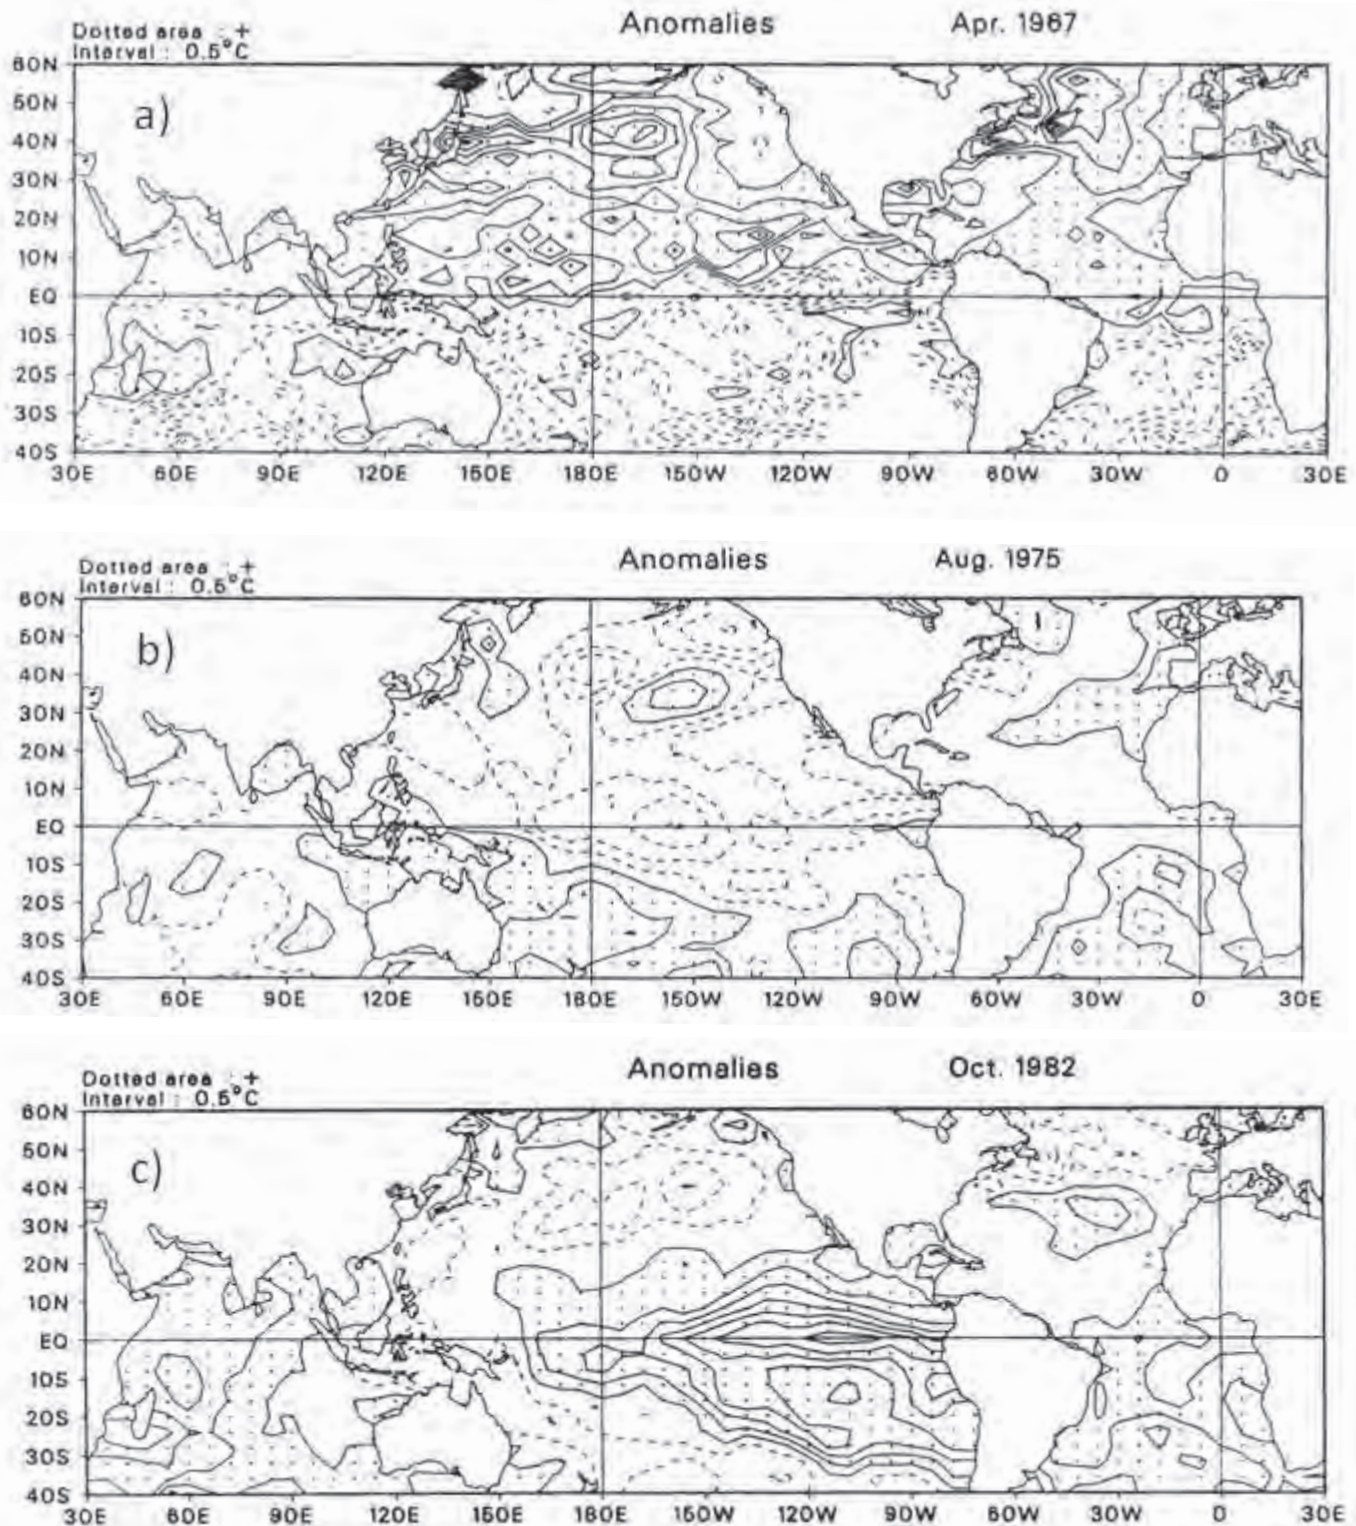 Anomalies Apr. 1967
Dotted area : +
Interval : 0.5°C
a)
60N
50N
40N
30N
20N
10N
EQ
10S
20S
30S
40S
30E 60E 90E 120E 150E 180E 150W 120W 90W 60W 30W 0 30E
Anomalies Aug. 1975
Dotted area : +
Interval : 0.5°C
b)
60N
50N
40N
30N
20N
10N
EQ
10S
20S
30S
40S
30E 60E 90E 120E 150E 180E 150W 120W 90W 60W 30W 0 30E
Anomalies Oct. 1982
Dotted area : +
Interval : 0.5°C
c)
60N
50N
40N
30N
20N
10N
EQ
10S
20S
30S
40S
30E 60E 90E 120E 150E 180E 150W 120W 90W 60W 30W 0 30E